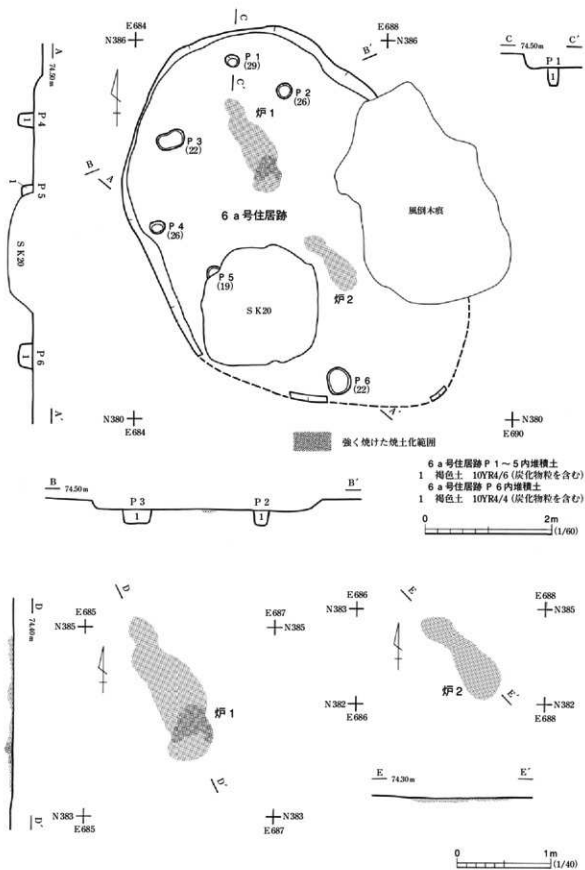 E684
N386
C
E688
N386
B´
C 74.50m C´
P 1
1
A
74.50m
P 4
1
P 5
1
S K20
P 6
1
A´
P 1
(29)
C´
P 2
(26)
炉 1
P 3
(22)
B
A
6 a 号住居跡
風倒木痕
P 4
(26)
P 5
(19)
S K20
炉 2
P 6
(22)
A´
N380
E684
N380
E690
強く焼けた焼土化範囲
6 a 号住居跡 P 1～5 内堆積土
1 褐色土 10YR4/6 (炭化物粒を含む)
6 a 号住居跡 P 6 内堆積土
1 褐色土 10YR4/4 (炭化物粒を含む)
0 2m
(1/60)
B 74.50m B´
P 3
1
P 2
1
D
74.40m
D´
D
E685
N385
E687
N385
炉 1
D´
N383
E685
N383
E687
E686
N383
E
E688
N385
炉 2
E´
N382
E686
N382
E688
E 74.30m E´
0 1m
(1/40)